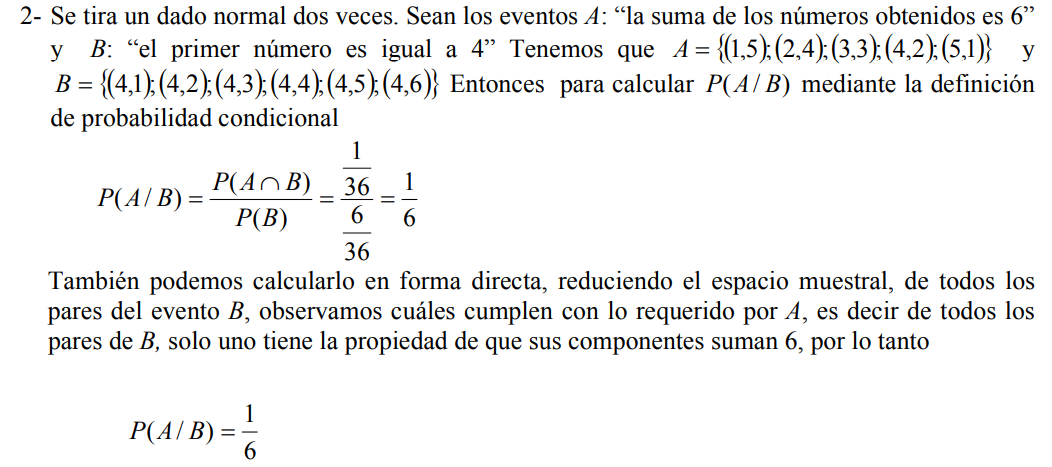 2- Se tira un dado normal dos veces. Sean los eventos A: “la suma de los números obtenidos es 6”
y B: “el primer número es igual a 4” Tenemos que A = {(1,5);(2,4);(3,3);(4,2);(5,1)} y
B = {(4,1);(4,2);(4,3);(4,4);(4,5);(4,6)} Entonces para calcular P(A / B) mediante la definición
de probabilidad condicional
P(A / B) = P(A ∩ B) / P(B) = (1/36) / (6/36) = 1/6
También podemos calcularlo en forma directa, reduciendo el espacio muestral, de todos los
pares del evento B, observamos cuáles cumplen con lo requerido por A, es decir de todos los
pares de B, solo uno tiene la propiedad de que sus componentes suman 6, por lo tanto
P(A / B) = 1/6